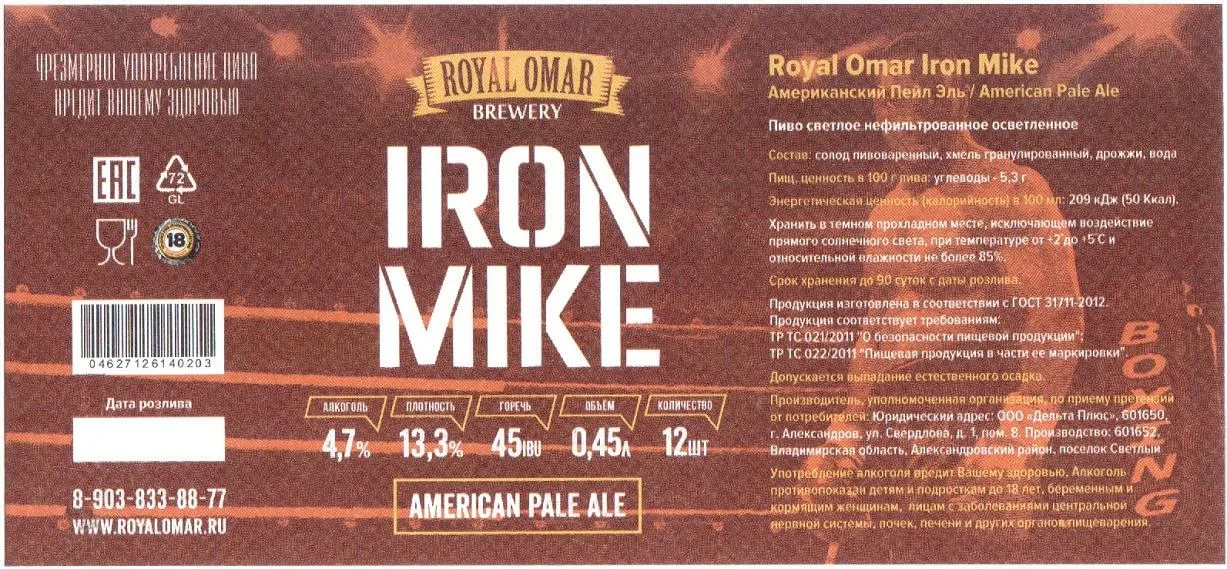 ЧРЕЗМЕРНОЕ УПОТРЕБЛЕНИЕ ПИВА
ВРЕДИТ ВАШЕМУ ЗДОРОВЬЮ
EAC
72
GL
18
04627126140203
Дата розлива
8-903-833-88-77
WWW.ROYALOMAR.RU
ROYAL OMAR
BREWERY
IRON
MIKE
АЛКОГОЛЬ ПЛОТНОСТЬ ГОРЕЧЬ ОБЪЁМ КОЛИЧЕСТВО
4,7% 13,3% 45IBU 0,45Л 12ШТ
AMERICAN PALE ALE
Royal Omar Iron Mike
Американский Пейл Эль / American Pale Ale
Пиво светлое нефильтрованное осветленное
Состав: солод пивоваренный, хмель гранулированный, дрожжи, вода
Пищ. ценность в 100 г пива: углеводы - 5,3 г
Энергетическая ценность (калорийность) в 100 мл: 209 кДж (50 Ккал).
Хранить в темном прохладном месте, исключающем воздействие
прямого солнечного света, при температуре от +2°до +5°С и
относительной влажности не более 85%.
Срок хранения до 90 суток с даты розлива.
Продукция изготовлена в соответствии с ГОСТ 31711-2012.
Продукция соответствует требованиям:
ТР ТС 021/2011 "О безопасности пищевой продукции";
ТР ТС 022/2011 "Пищевая продукция в части ее маркировки".
Допускается выпадание естественного осадка.
Производитель, уполномоченная организация, по приему претензий
от потребителей: Юридический адрес: ООО «Дельта Плюс», 601650,
г. Александров, ул. Свердлова, д. 1, пом. 8. Производство: 601652,
Владимирская область, Александровский район, поселок Светлый
Употребление алкоголя вредит Вашему здоровью. Алкоголь
противопоказан детям и подросткам до 18 лет, беременным и
кормящим женщинам, лицам с заболеваниями центральной
нервной системы, почек, печени и других органов пищеварения.
BOXING